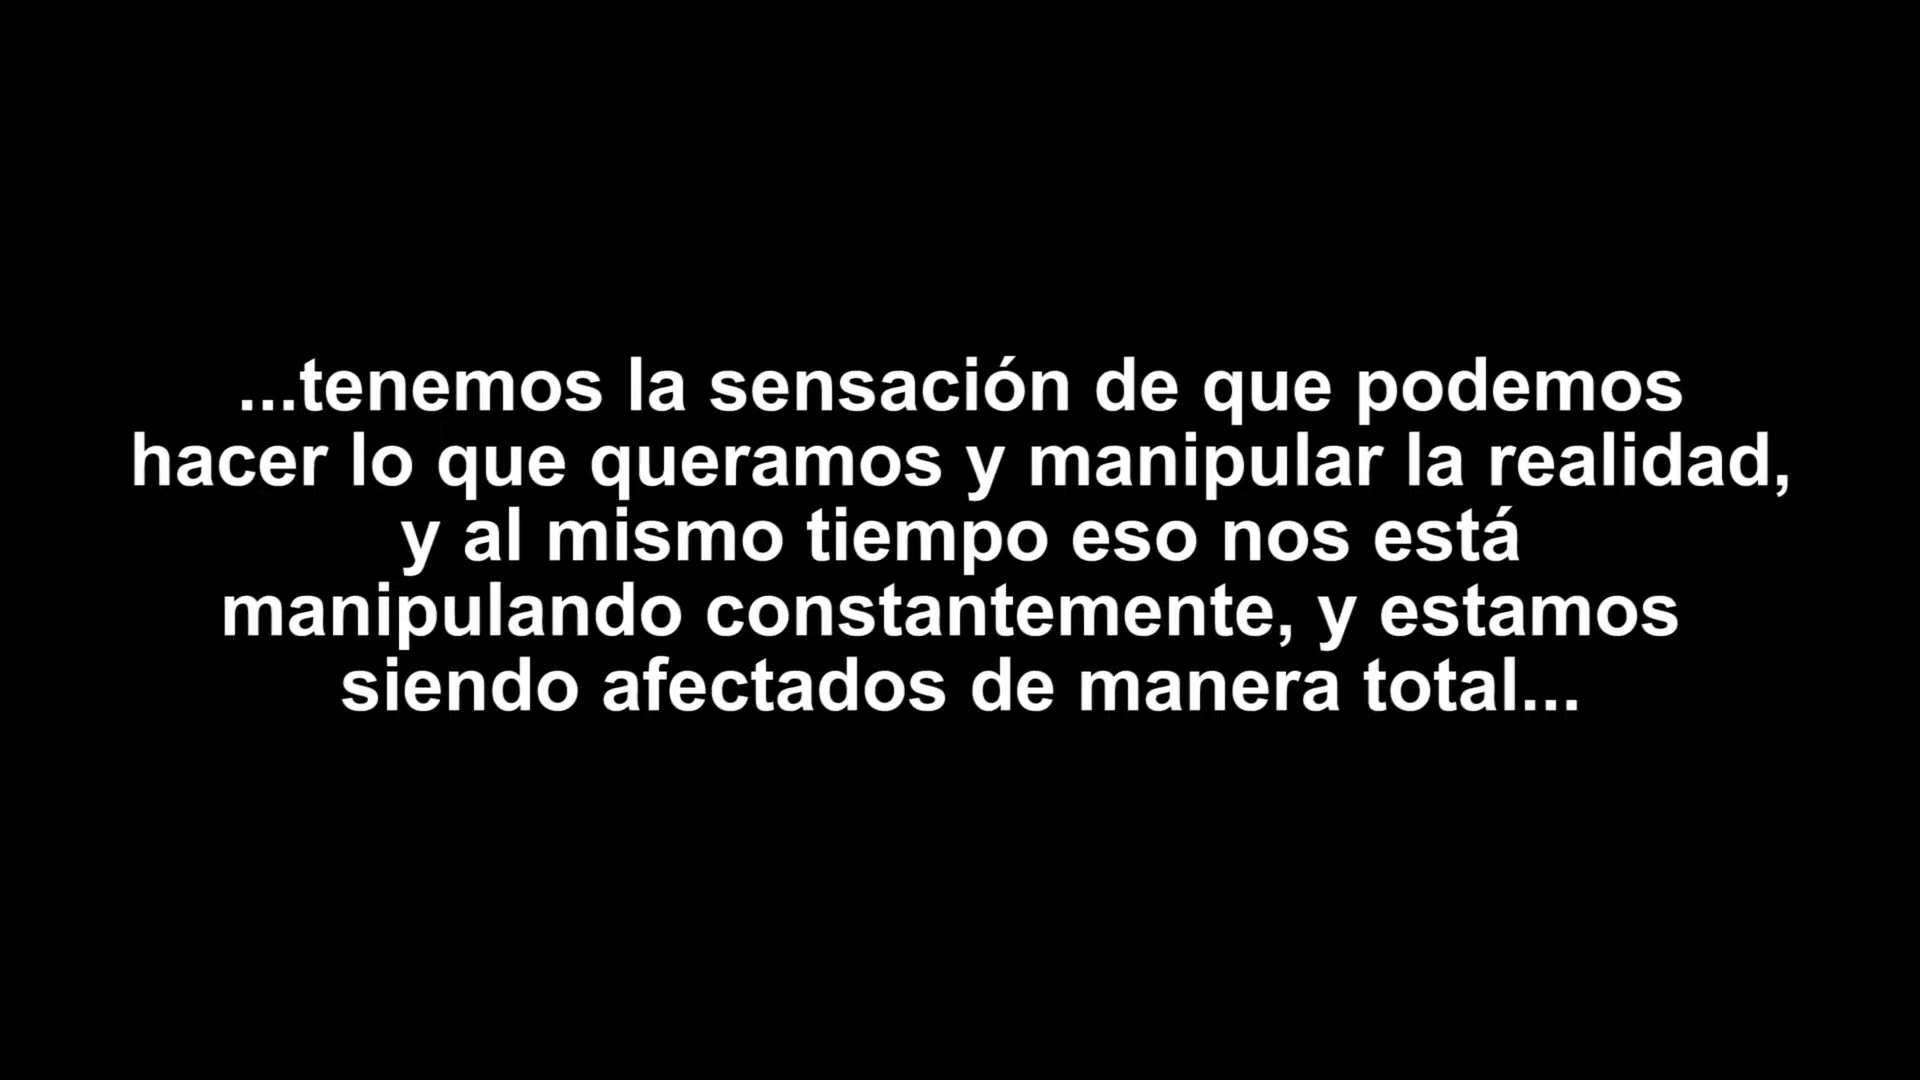 ...tenemos la sensación de que podemos
hacer lo que queramos y manipular la realidad,
y al mismo tiempo eso nos está
manipulando constantemente, y estamos
siendo afectados de manera total...